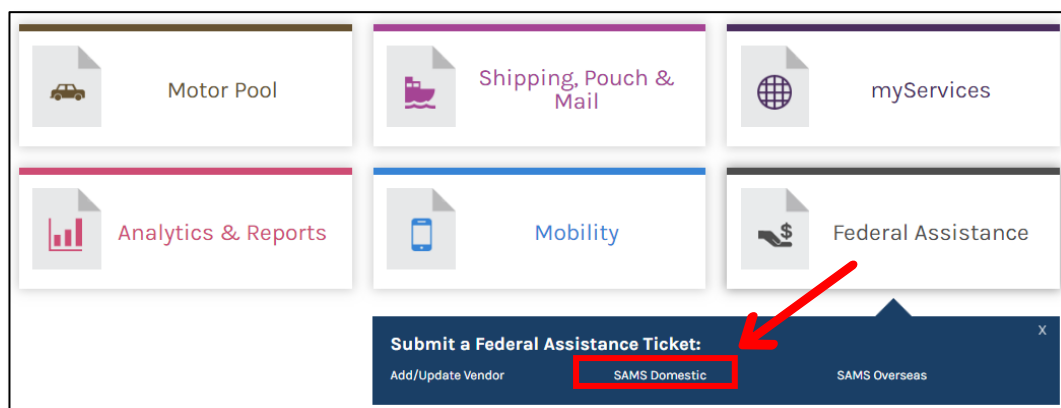 Motor Pool
Shipping, Pouch &
Mail
myServices
Analytics & Reports
Mobility
$
Federal Assistance
Submit a Federal Assistance Ticket:
X
Add/Update Vendor
SAMS Domestic
SAMS Overseas